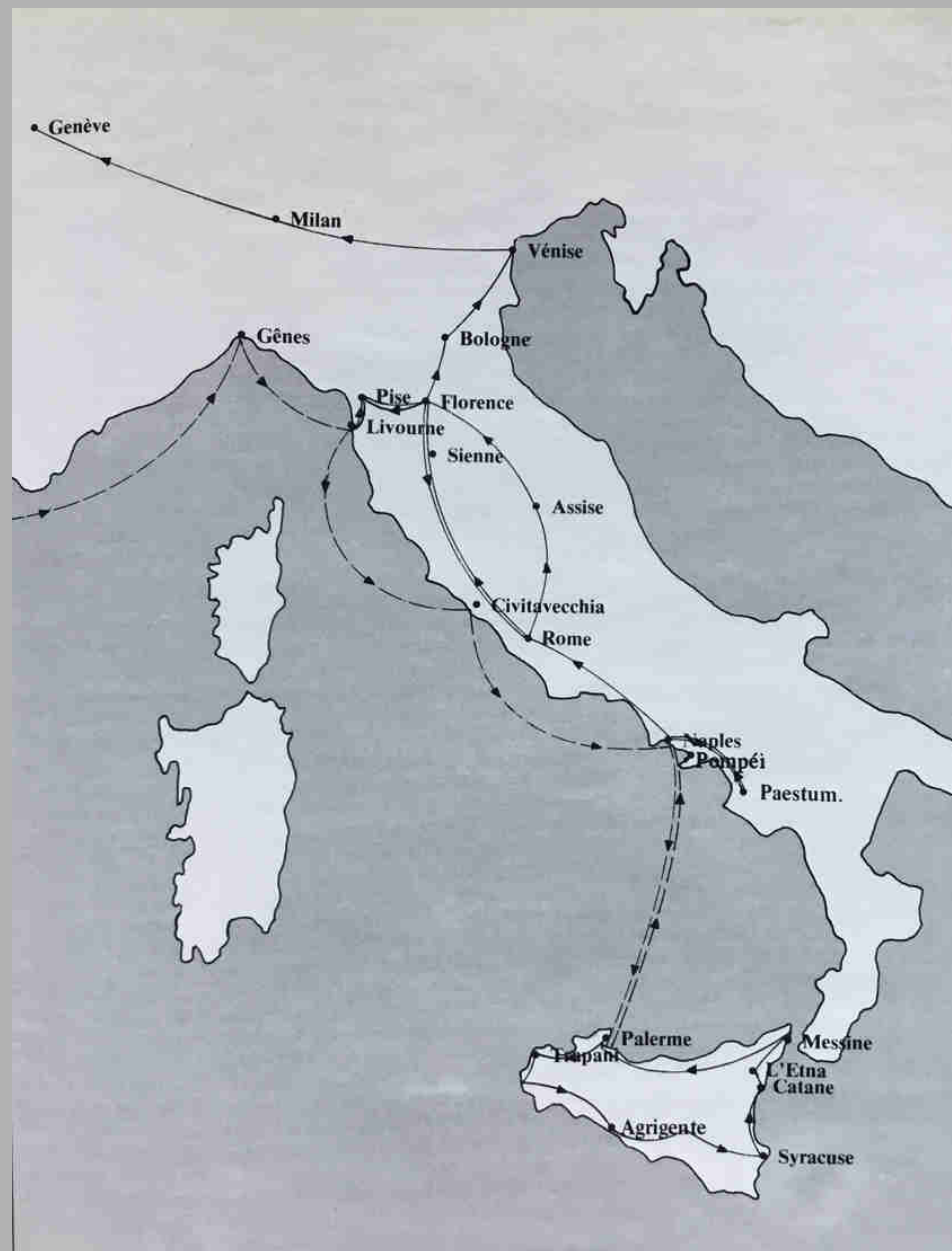 Genève
Milan
Vénise
Gênes
Bologne
Pise
Florence
Livourne
Sienne
Assise
Civitavecchia
Rome
Naples
Pompéi
Paestum.
Palerme
Messine
Trapani
L'Etna
Catane
Agrigente
Syracuse